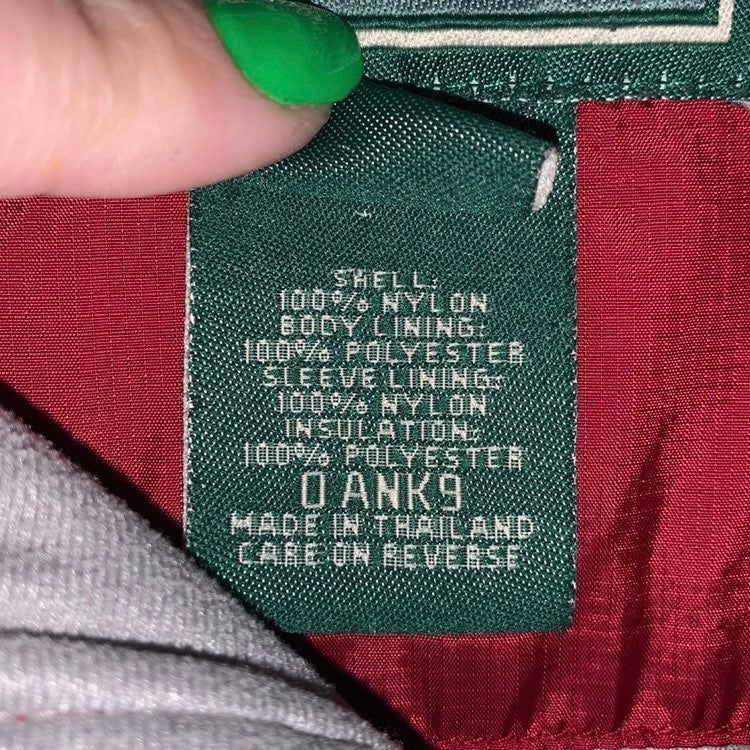 SHELL:
100% NYLON
BODY LINING:
100% POLYESTER
SLEEVE LINING:
100% NYLON
INSULATION:
100% POLYESTER
0 ANK9
MADE IN THAILAND
CARE ON REVERSE